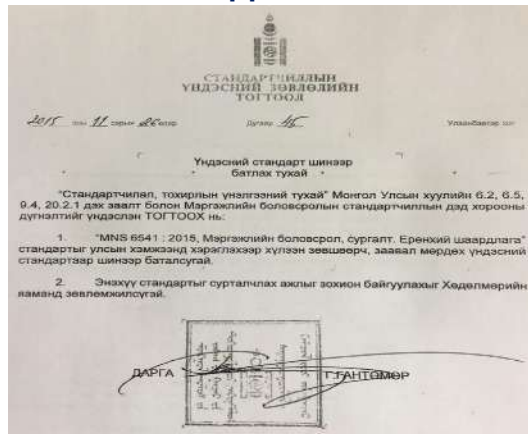 СТАНДАРТЧИЛЛЫН
ҮНДЭСНИЙ ЗӨВЛӨЛИЙН
ТОГТООЛ
2015 оны 11 сарын 26 өдөр Дугаар 45 Улаанбаатар хот
Үндэсний стандарт шинээр
батлах тухай
"Стандартчилал, тохирлын үнэлгээний тухай" Монгол Улсын хуулийн 6.2, 6.5,
9.4, 20.2.1 дэх заалт болон Мэргэжлийн боловсролын стандартчиллын дэд хорооны
дүгнэлтийг үндэслэн ТОГТООХ нь:
1. "MNS 6541 : 2015, Мэргэжлийн боловсрол, сургалт. Ерөнхий шаардлага"
стандартыг улсын хэмжээнд хэрэглэхээр хүлээн зөвшөөрч, заавал мөрдөх үндэсний
стандартаар шинээр баталсугай.
2. Энэхүү стандартыг сурталчлах ажлыг зохион байгуулахыг Хөдөлмөрийн
яаманд зөвлөмжилсүгэй.
ДАРГА Г.ГАНТӨМӨР